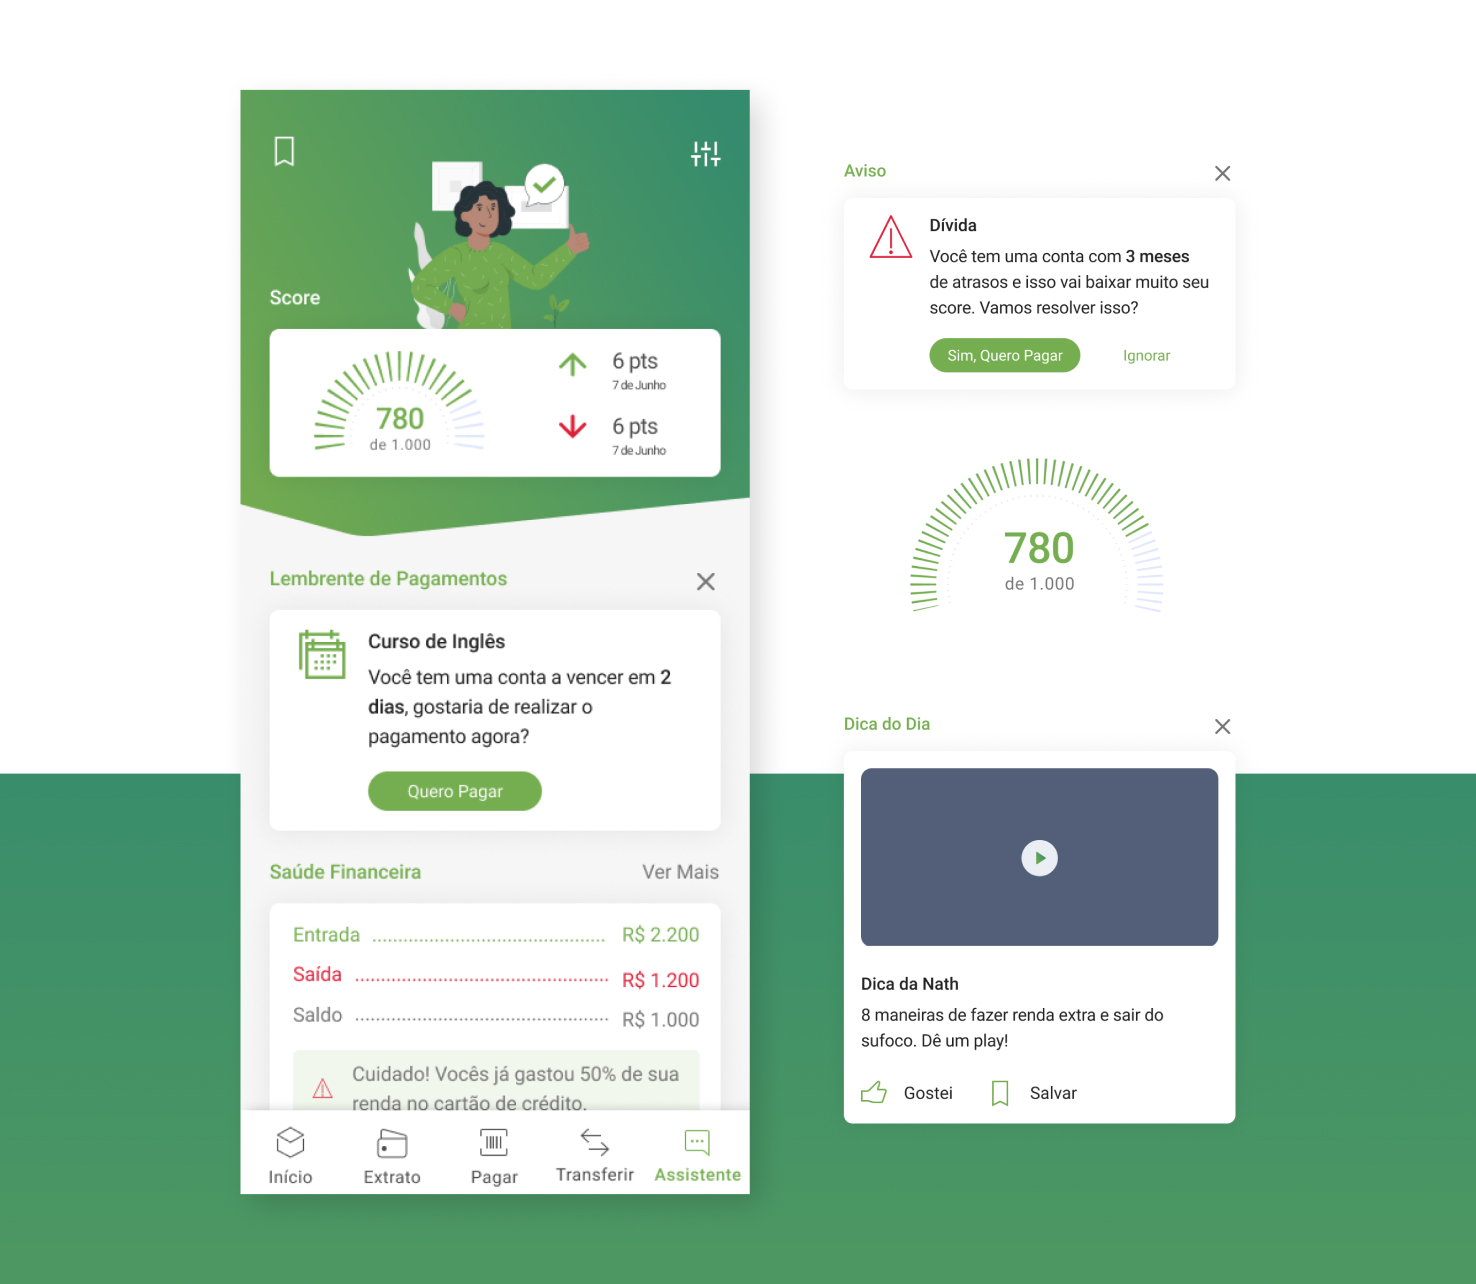 Score
780
de 1.000
6 pts
7 de Junho
6 pts
7 de Junho
Lembrente de Pagamentos
Curso de Inglês
Você tem uma conta a vencer em 2
dias, gostaria de realizar o
pagamento agora?
Quero Pagar
Saúde Financeira
Ver Mais
Entrada R$ 2.200
Saída R$ 1.200
Saldo R$ 1.000
Cuidado! Vocês já gastou 50% de sua
renda no cartão de crédito.
Início
Extrato
Pagar
Transferir
Assistente
Aviso
Dívida
Você tem uma conta com 3 meses
de atrasos e isso vai baixar muito seu
score. Vamos resolver isso?
Sim, Quero Pagar
Ignorar
780
de 1.000
Dica do Dia
Dica da Nath
8 maneiras de fazer renda extra e sair do
sufoco. Dê um play!
Gostei
Salvar